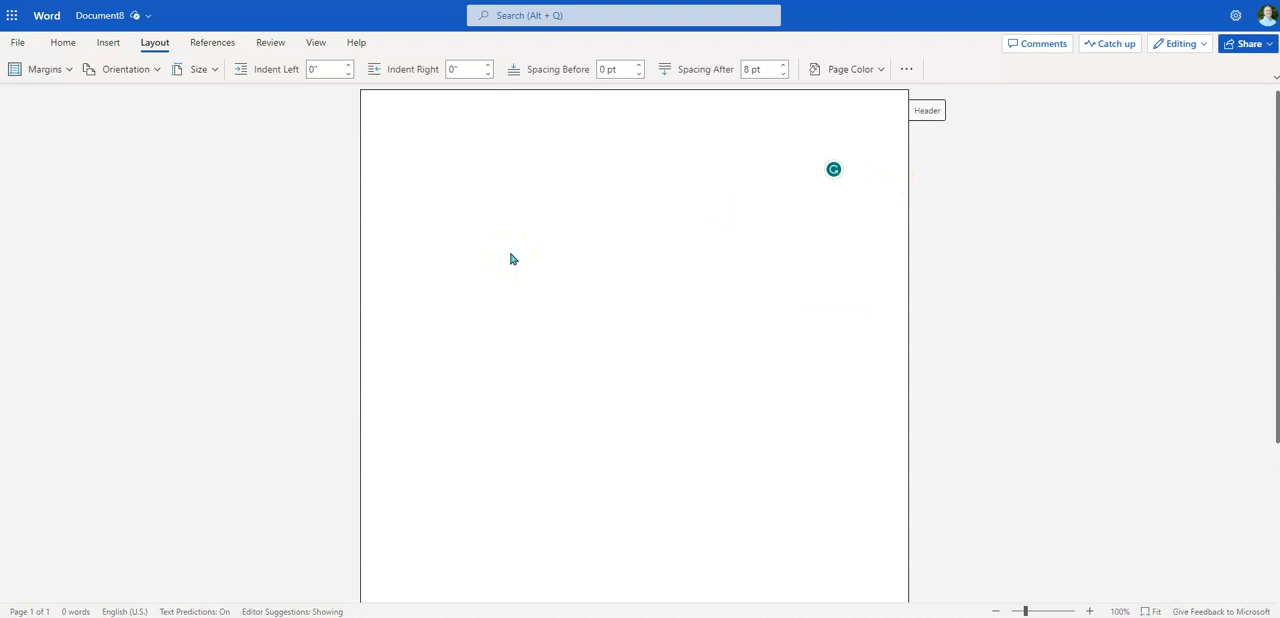 Word Document8 Search (Alt + Q)
File Home Insert Layout References Review View Help Comments Catch up Editing Share
Margins Orientation Size Indent Left 0" Indent Right 0" Spacing Before 0 pt Spacing After 8 pt Page Color ...
Header
G
Page 1 of 1 0 words English (U.S.) Text Predictions: On Editor Suggestions: Showing 100% Fit Give Feedback to Microsoft